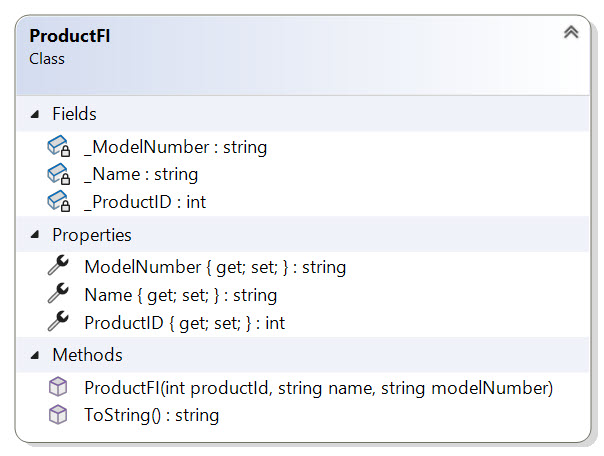 ProductFI
Class
Fields
_ModelNumber : string
_Name : string
_ProductID : int
Properties
ModelNumber { get; set; } : string
Name { get; set; } : string
ProductID { get; set; } : int
Methods
ProductFI(int productId, string name, string modelNumber)
ToString() : string